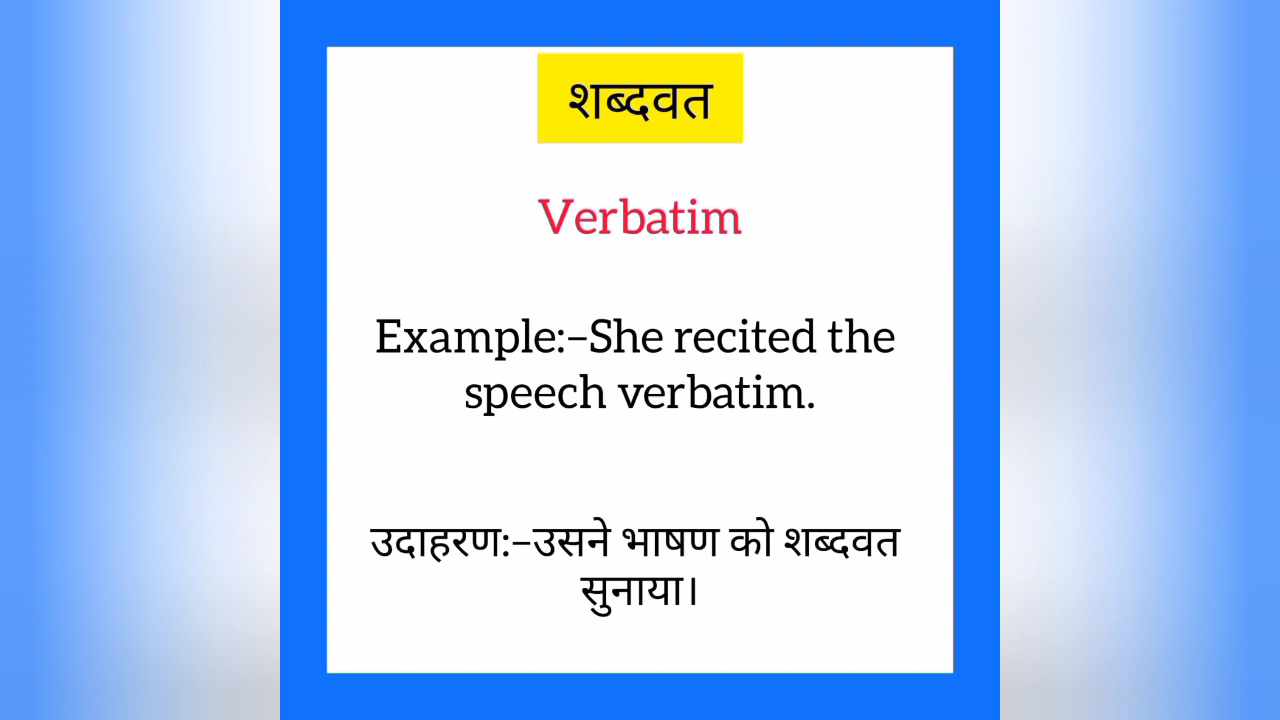 शब्दवत
Verbatim
Example:–She recited the
speech verbatim.
उदाहरण:–उसने भाषण को शब्दवत
सुनाया।